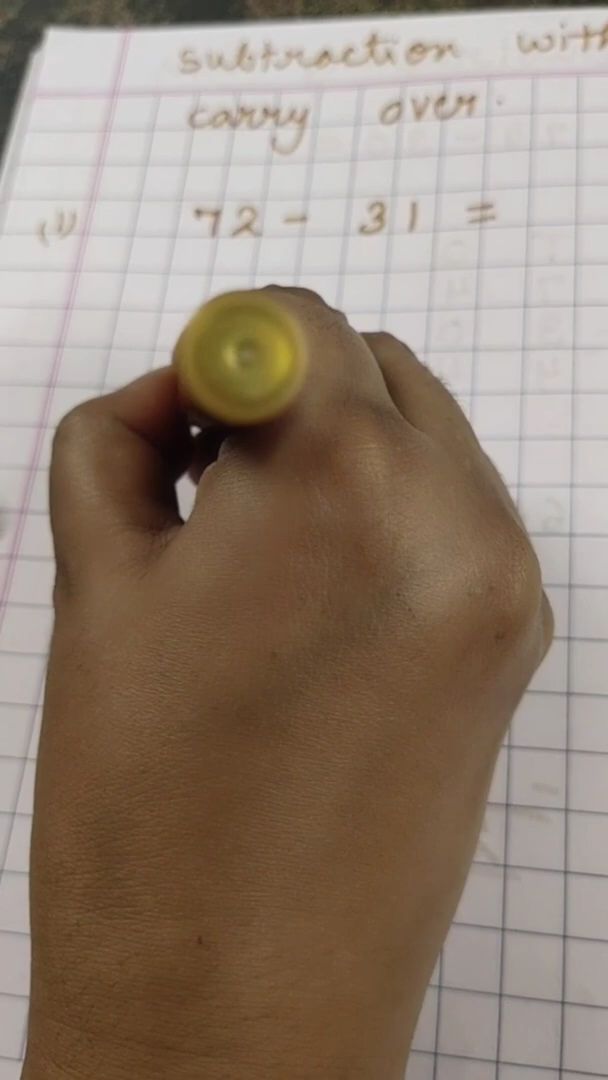 subtraction with
carry over.
(1) 72 - 31 =